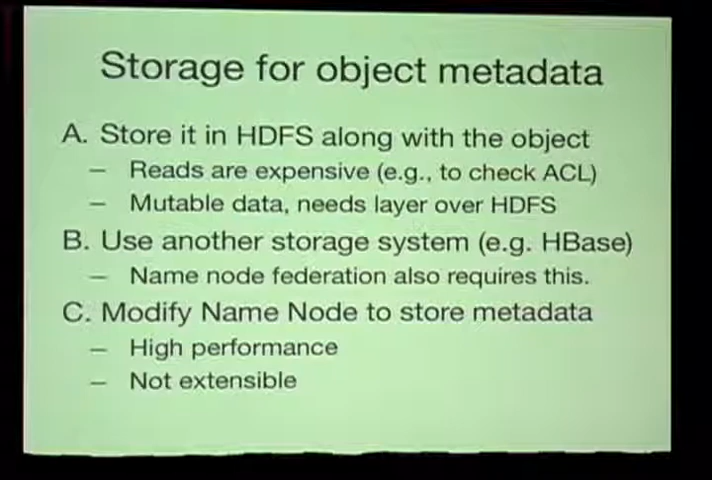 Storage for object metadata
A. Store it in HDFS along with the object
– Reads are expensive (e.g., to check ACL)
– Mutable data, needs layer over HDFS
B. Use another storage system (e.g. HBase)
– Name node federation also requires this.
C. Modify Name Node to store metadata
– High performance
– Not extensible